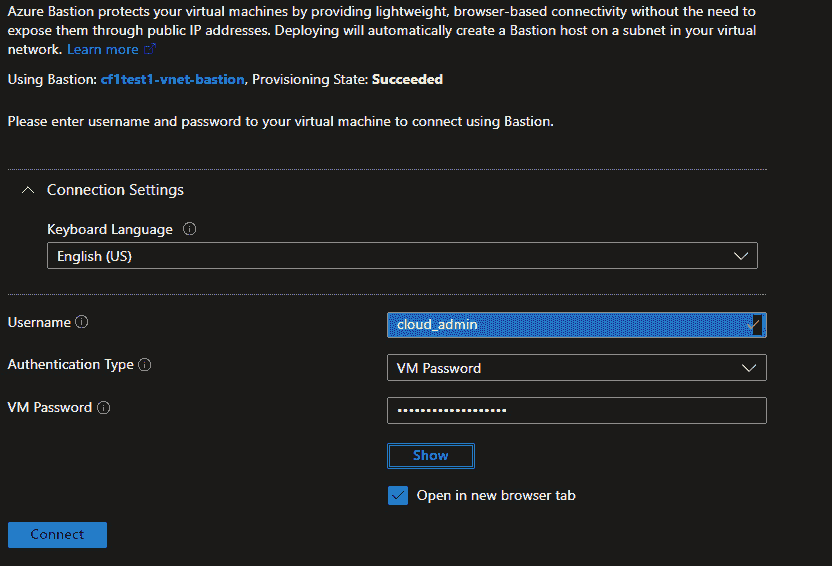 Azure Bastion protects your virtual machines by providing lightweight, browser-based connectivity without the need to
expose them through public IP addresses. Deploying will automatically create a Bastion host on a subnet in your virtual
network. Learn more
Using Bastion: cf1test1-vnet-bastion, Provisioning State: Succeeded
Please enter username and password to your virtual machine to connect using Bastion.
Connection Settings
Keyboard Language
English (US)
Username
cloud_admin
Authentication Type
VM Password
VM Password
•••••••••••••••••••
Show
Open in new browser tab
Connect